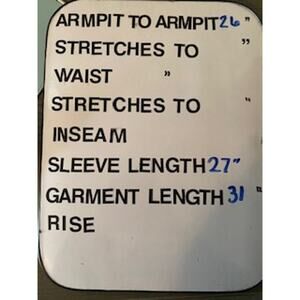 ARMPIT TO ARMPIT 26"
STRETCHES TO "
WAIST "
STRETCHES TO "
INSEAM
SLEEVE LENGTH 27"
GARMENT LENGTH 31"
RISE